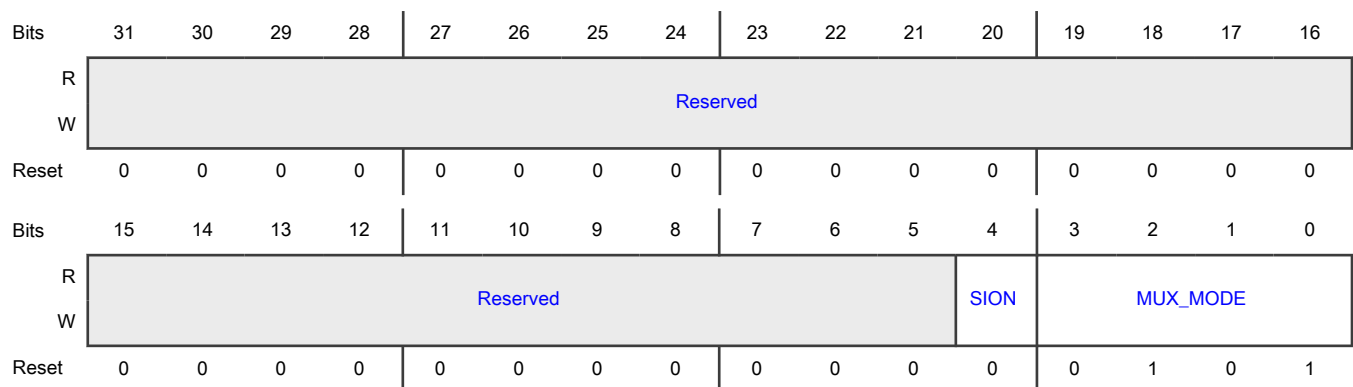 Bits 31 30 29 28 27 26 25 24 23 22 21 20 19 18 17 16
R
Reserved
W
Reset 0 0 0 0 0 0 0 0 0 0 0 0 0 0 0 0
Bits 15 14 13 12 11 10 9 8 7 6 5 4 3 2 1 0
R
Reserved SION MUX_MODE
W
Reset 0 0 0 0 0 0 0 0 0 0 0 0 0 1 0 1